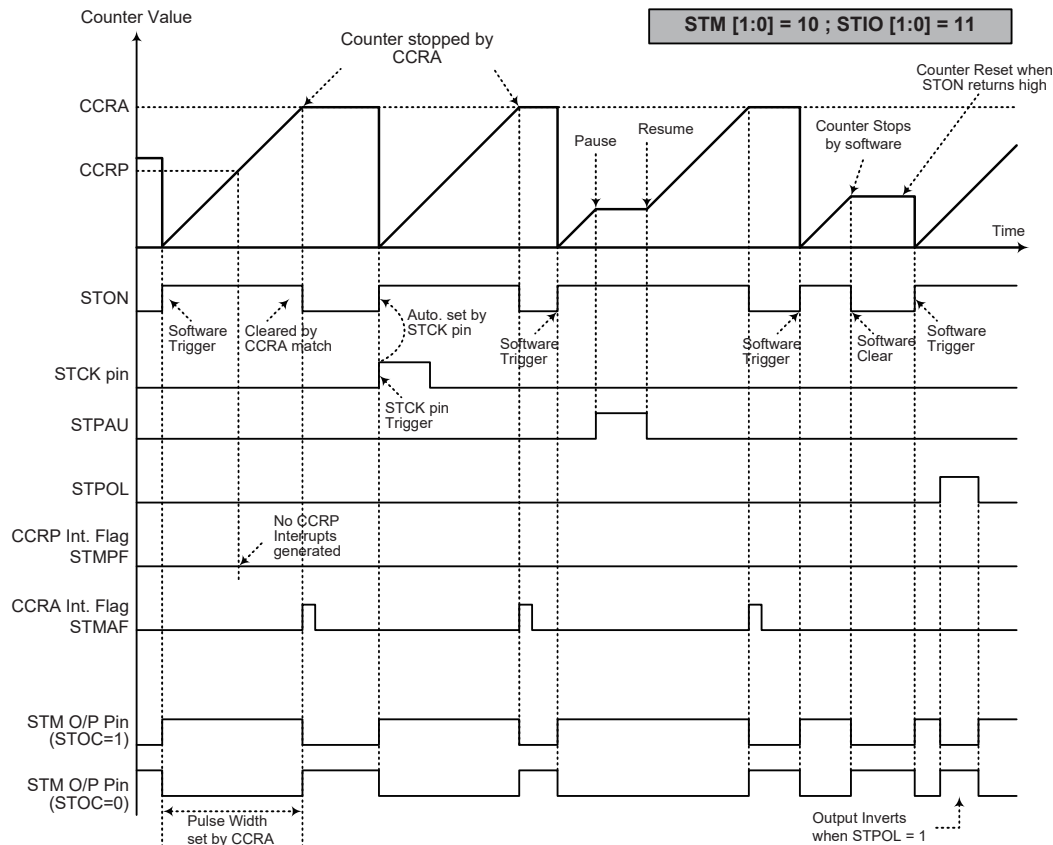 Counter Value
STM [1:0] = 10 ; STIO [1:0] = 11
Counter stopped by
CCRA
Counter Reset when
STON returns high
CCRA
Pause
Resume
Counter Stops
by software
CCRP
Time
STON
Software
Trigger
Cleared by
CCRA match
Auto. set by
STCK pin
Software
Trigger
Software
Trigger
Software
Clear
Software
Trigger
STCK pin
STCK pin
Trigger
STPAU
STPOL
No CCRP
Interrupts
generated
CCRP Int. Flag
STMPF
CCRA Int. Flag
STMAF
STM O/P Pin
(STOC=1)
STM O/P Pin
(STOC=0)
Pulse Width
set by CCRA
Output Inverts
when STPOL = 1